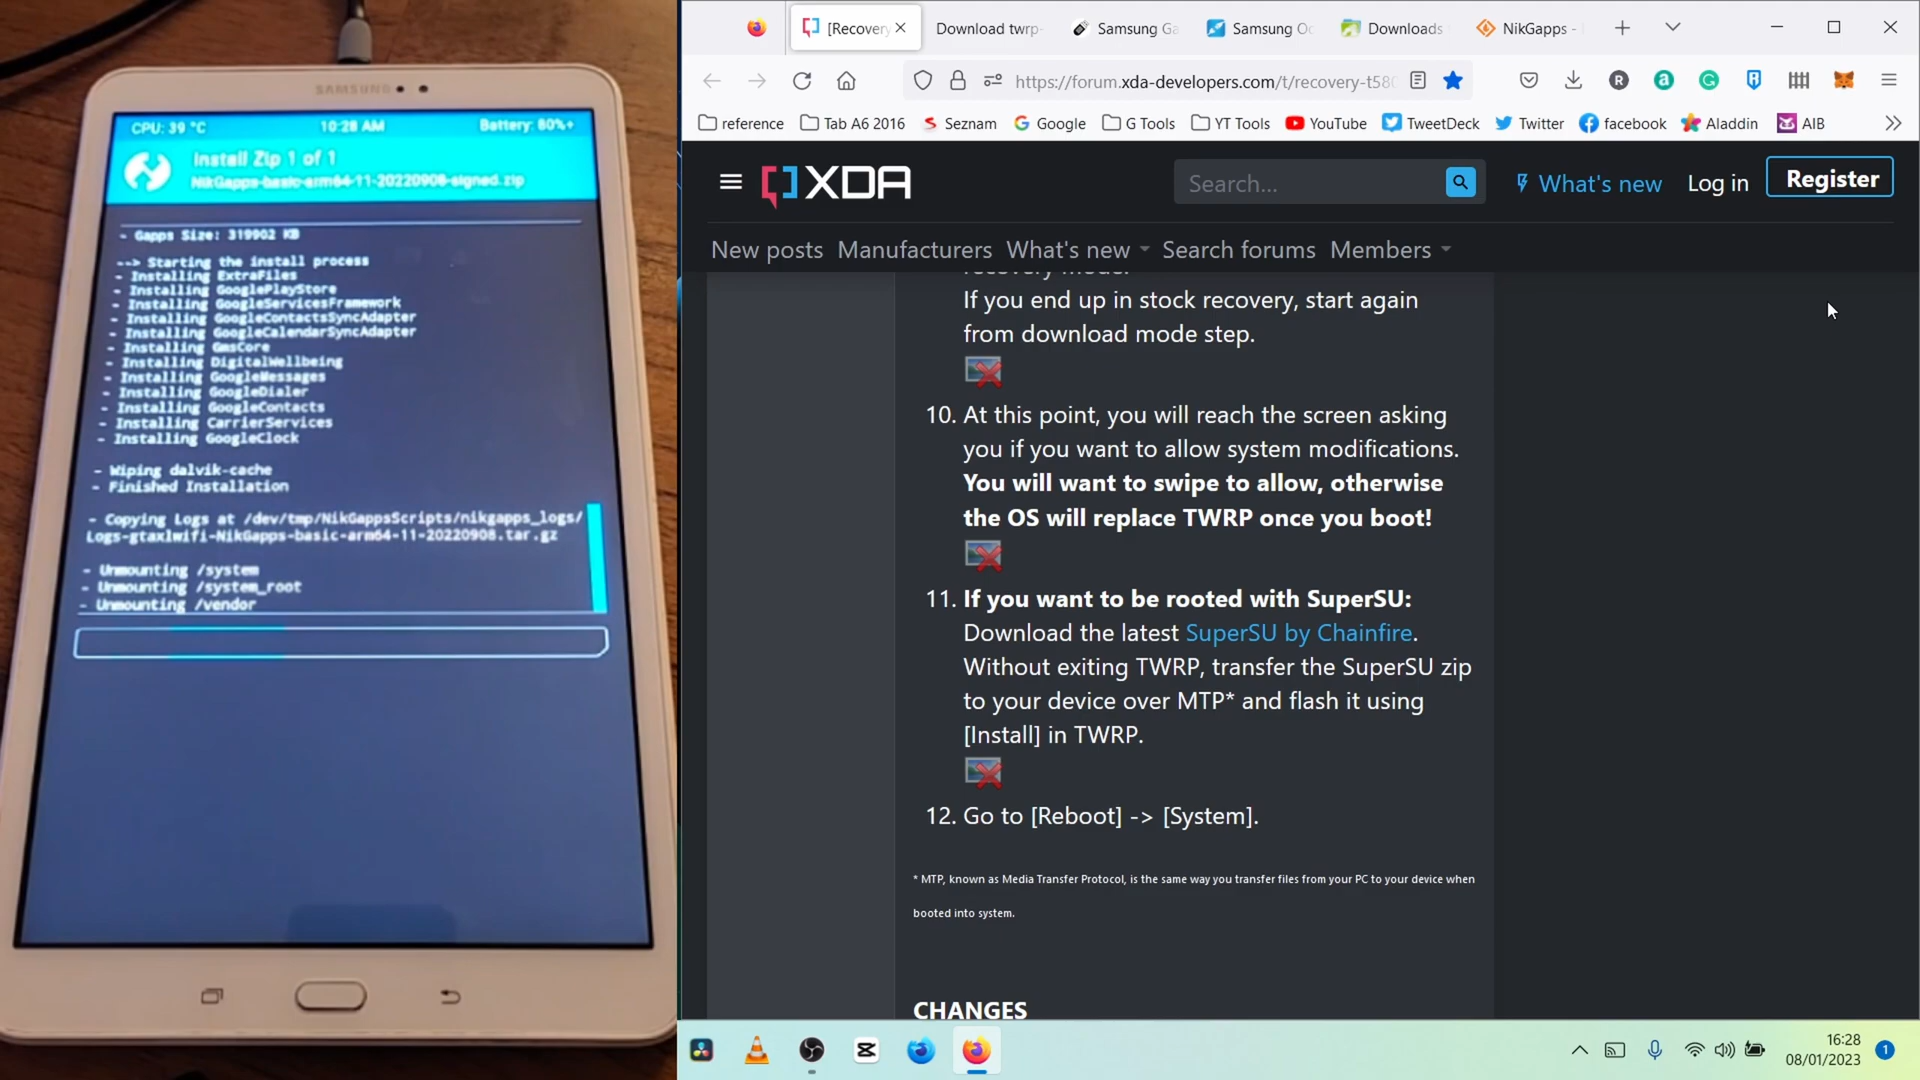 SAMSUNG
CPU: 39 °C
10:28 AM
Battery: 80%+
Install Zip 1 of 1
NikGapps-basic-arm64-11-20220908-signed.zip
- Gapps Size: 319902 KB
--> Starting the install process
- Installing ExtraFiles
- Installing GooglePlayStore
- Installing GoogleServicesFramework
- Installing GoogleContactsSyncAdapter
- Installing GoogleCalendarSyncAdapter
- Installing GmsCore
- Installing DigitalWellbeing
- Installing GoogleMessages
- Installing GoogleDialer
- Installing GoogleContacts
- Installing CarrierServices
- Installing GoogleClock
- Wiping dalvik-cache
- Finished Installation
- Copying Logs at /dev/tmp/NikGappsScripts/nikgapps_logs/
Logs-gtaxlwifi-NikGapps-basic-arm64-11-20220908.tar.gz
- Unmounting /system
- Unmounting /system_root
- Unmounting /vendor
[Recovery
Download twrp-
Samsung Ga
Samsung Od
Downloads
NikGapps -
https://forum.xda-developers.com/t/recovery-t580
reference
Tab A6 2016
Seznam
Google
G Tools
YT Tools
YouTube
TweetDeck
Twitter
facebook
Aladdin
AIB
XDA
Search...
What's new
Log in
Register
New posts
Manufacturers
What's new
Search forums
Members
recovery mode.
If you end up in stock recovery, start again
from download mode step.
10. At this point, you will reach the screen asking
you if you want to allow system modifications.
You will want to swipe to allow, otherwise
the OS will replace TWRP once you boot!
11. If you want to be rooted with SuperSU:
Download the latest SuperSU by Chainfire.
Without exiting TWRP, transfer the SuperSU zip
to your device over MTP* and flash it using
[Install] in TWRP.
12. Go to [Reboot] -> [System].
* MTP, known as Media Transfer Protocol, is the same way you transfer files from your PC to your device when
booted into system.
CHANGES
16:28
08/01/2023
1